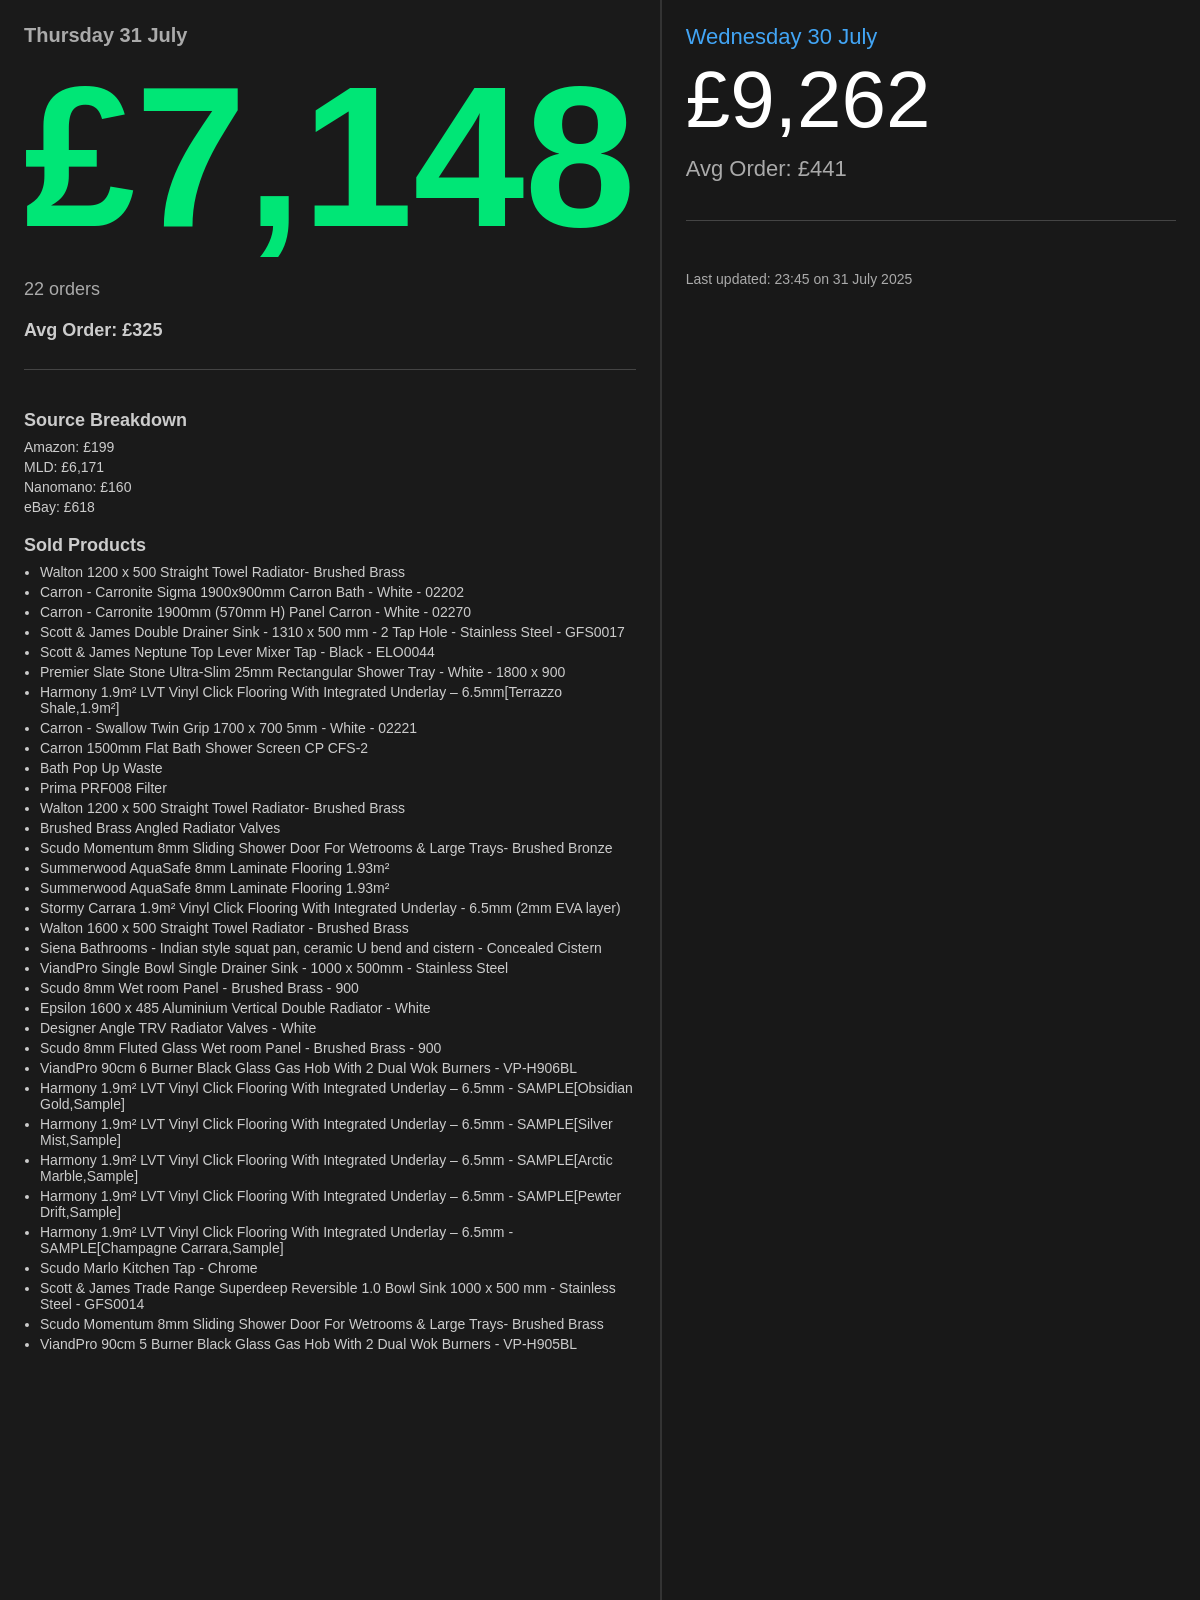 Thursday 31 July
£7,148
22 orders
Avg Order: £325
Source Breakdown
Amazon: £199
MLD: £6,171
Nanomano: £160
eBay: £618
Sold Products
• Walton 1200 x 500 Straight Towel Radiator- Brushed Brass
• Carron - Carronite Sigma 1900x900mm Carron Bath - White - 02202
• Carron - Carronite 1900mm (570mm H) Panel Carron - White - 02270
• Scott & James Double Drainer Sink - 1310 x 500 mm - 2 Tap Hole - Stainless Steel - GFS0017
• Scott & James Neptune Top Lever Mixer Tap - Black - ELO0044
• Premier Slate Stone Ultra-Slim 25mm Rectangular Shower Tray - White - 1800 x 900
• Harmony 1.9m² LVT Vinyl Click Flooring With Integrated Underlay – 6.5mm[Terrazzo
Shale,1.9m²]
• Carron - Swallow Twin Grip 1700 x 700 5mm - White - 02221
• Carron 1500mm Flat Bath Shower Screen CP CFS-2
• Bath Pop Up Waste
• Prima PRF008 Filter
• Walton 1200 x 500 Straight Towel Radiator- Brushed Brass
• Brushed Brass Angled Radiator Valves
• Scudo Momentum 8mm Sliding Shower Door For Wetrooms & Large Trays- Brushed Bronze
• Summerwood AquaSafe 8mm Laminate Flooring 1.93m²
• Summerwood AquaSafe 8mm Laminate Flooring 1.93m²
• Stormy Carrara 1.9m² Vinyl Click Flooring With Integrated Underlay - 6.5mm (2mm EVA layer)
• Walton 1600 x 500 Straight Towel Radiator - Brushed Brass
• Siena Bathrooms - Indian style squat pan, ceramic U bend and cistern - Concealed Cistern
• ViandPro Single Bowl Single Drainer Sink - 1000 x 500mm - Stainless Steel
• Scudo 8mm Wet room Panel - Brushed Brass - 900
• Epsilon 1600 x 485 Aluminium Vertical Double Radiator - White
• Designer Angle TRV Radiator Valves - White
• Scudo 8mm Fluted Glass Wet room Panel - Brushed Brass - 900
• ViandPro 90cm 6 Burner Black Glass Gas Hob With 2 Dual Wok Burners - VP-H906BL
• Harmony 1.9m² LVT Vinyl Click Flooring With Integrated Underlay – 6.5mm - SAMPLE[Obsidian
Gold,Sample]
• Harmony 1.9m² LVT Vinyl Click Flooring With Integrated Underlay – 6.5mm - SAMPLE[Silver
Mist,Sample]
• Harmony 1.9m² LVT Vinyl Click Flooring With Integrated Underlay – 6.5mm - SAMPLE[Arctic
Marble,Sample]
• Harmony 1.9m² LVT Vinyl Click Flooring With Integrated Underlay – 6.5mm - SAMPLE[Pewter
Drift,Sample]
• Harmony 1.9m² LVT Vinyl Click Flooring With Integrated Underlay – 6.5mm -
SAMPLE[Champagne Carrara,Sample]
• Scudo Marlo Kitchen Tap - Chrome
• Scott & James Trade Range Superdeep Reversible 1.0 Bowl Sink 1000 x 500 mm - Stainless
Steel - GFS0014
• Scudo Momentum 8mm Sliding Shower Door For Wetrooms & Large Trays- Brushed Brass
• ViandPro 90cm 5 Burner Black Glass Gas Hob With 2 Dual Wok Burners - VP-H905BL
Wednesday 30 July
£9,262
Avg Order: £441
Last updated: 23:45 on 31 July 2025